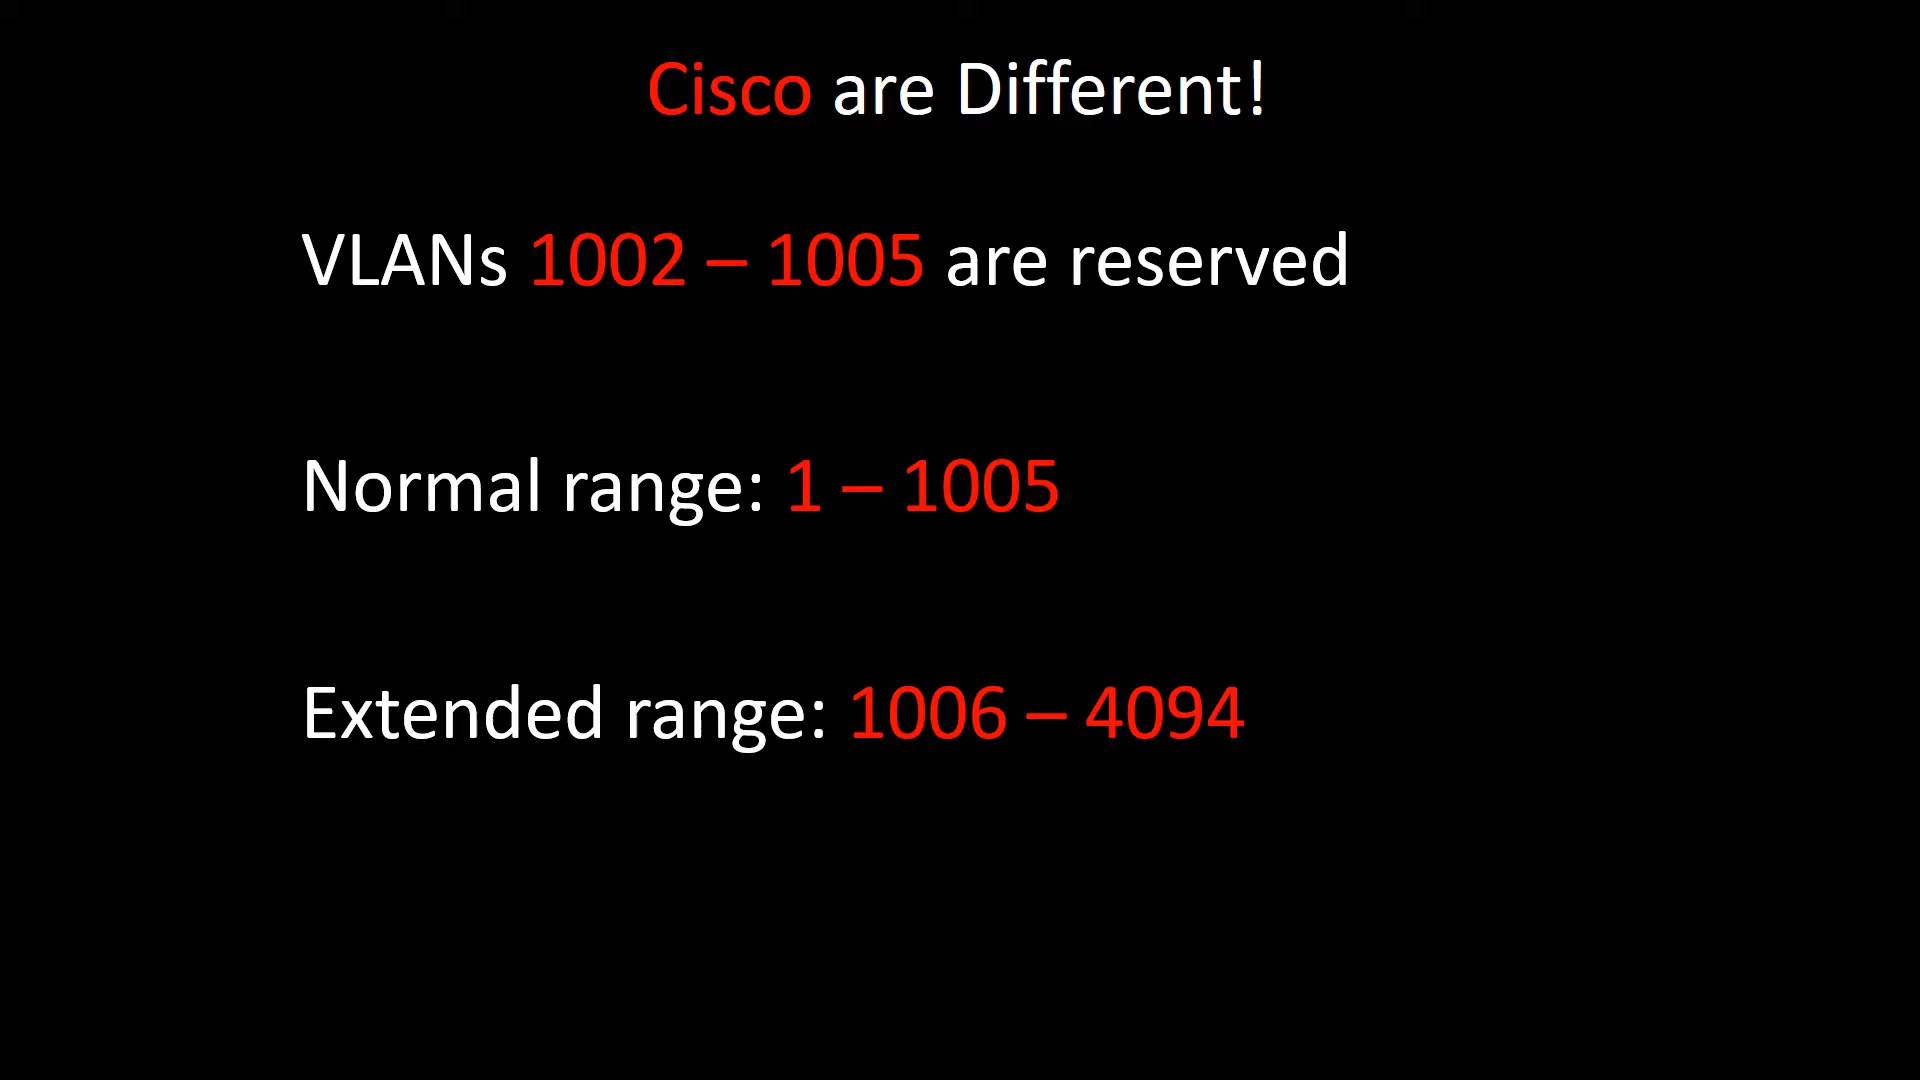 Cisco are Different!
VLANs 1002 – 1005 are reserved
Normal range: 1 – 1005
Extended range: 1006 – 4094